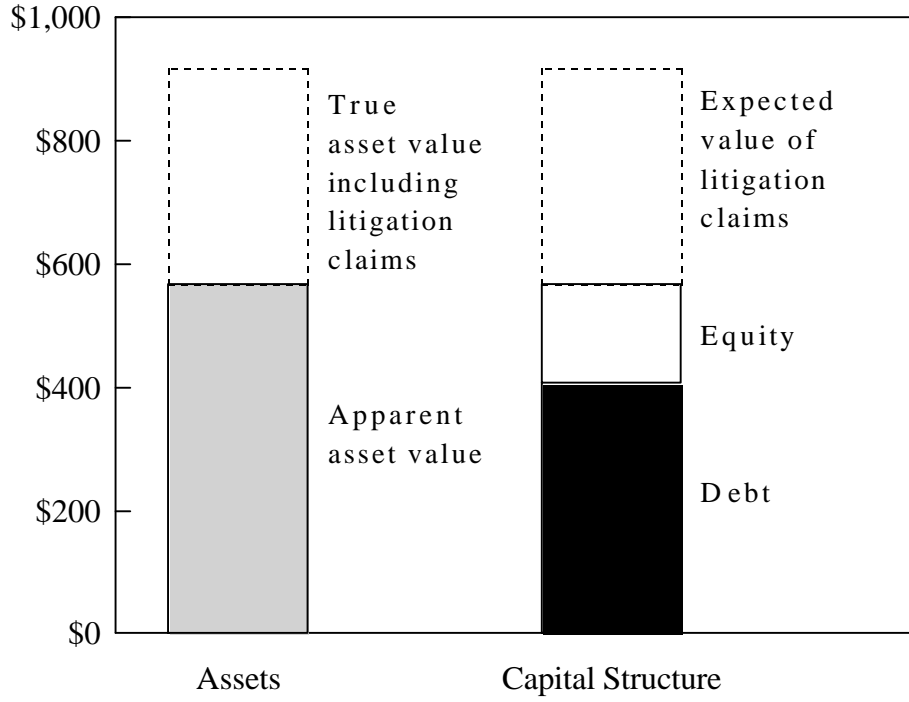 $1,000
$800
$600
$400
$200
$0
True
asset value
including
litigation
claims
Apparent
asset value
Expected
value of
litigation
claims
Equity
Debt
Assets
Capital Structure